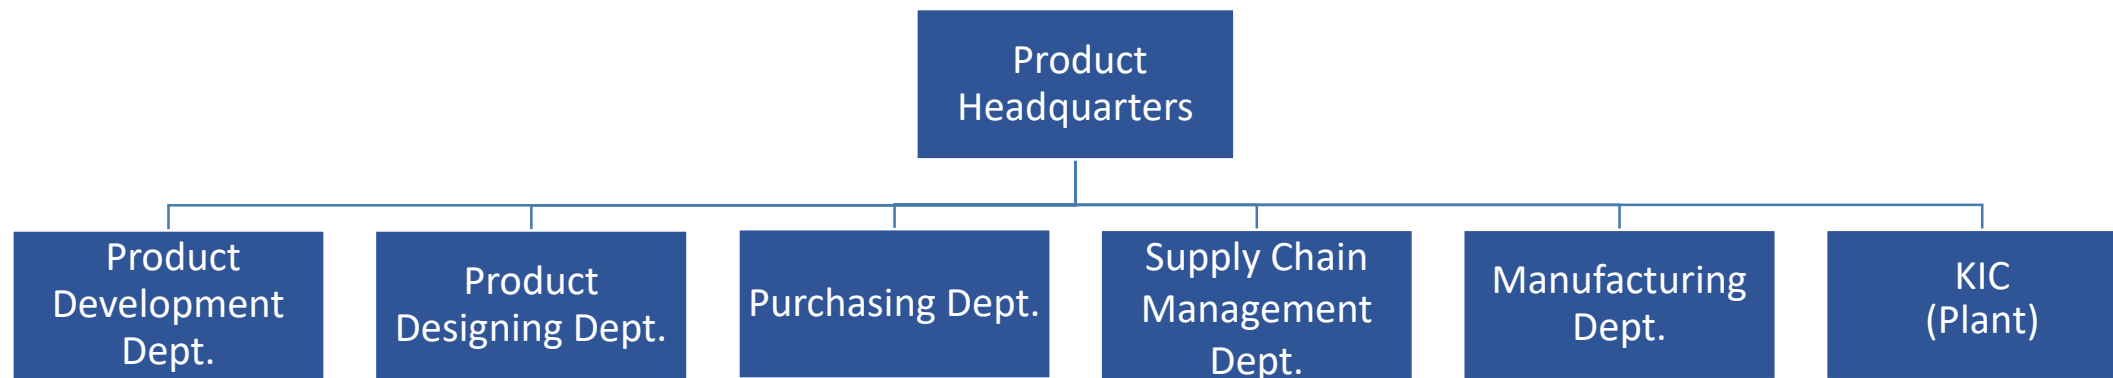 Product
Headquarters
Product
Development
Dept.
Product
Designing Dept.
Purchasing Dept.
Supply Chain
Management
Dept.
Manufacturing
Dept.
KIC
(Plant)